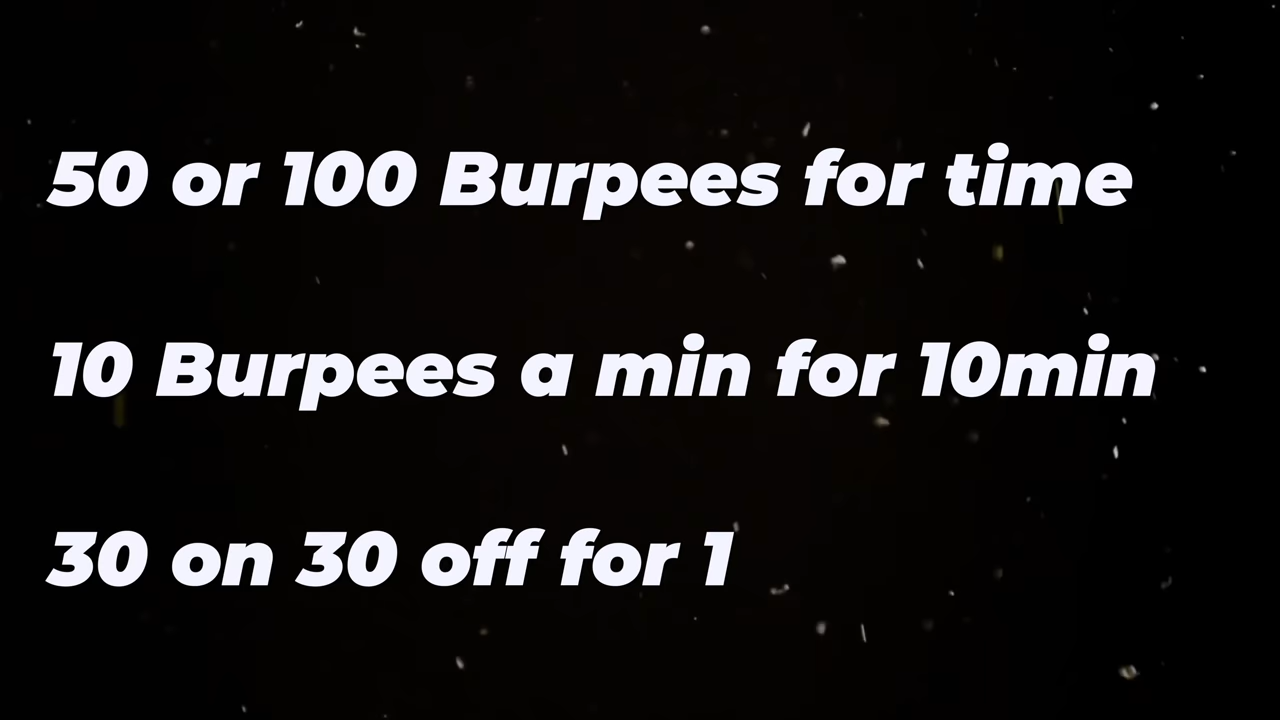 50 or 100 Burpees for time
10 Burpees a min for 10min
30 on 30 off for 1